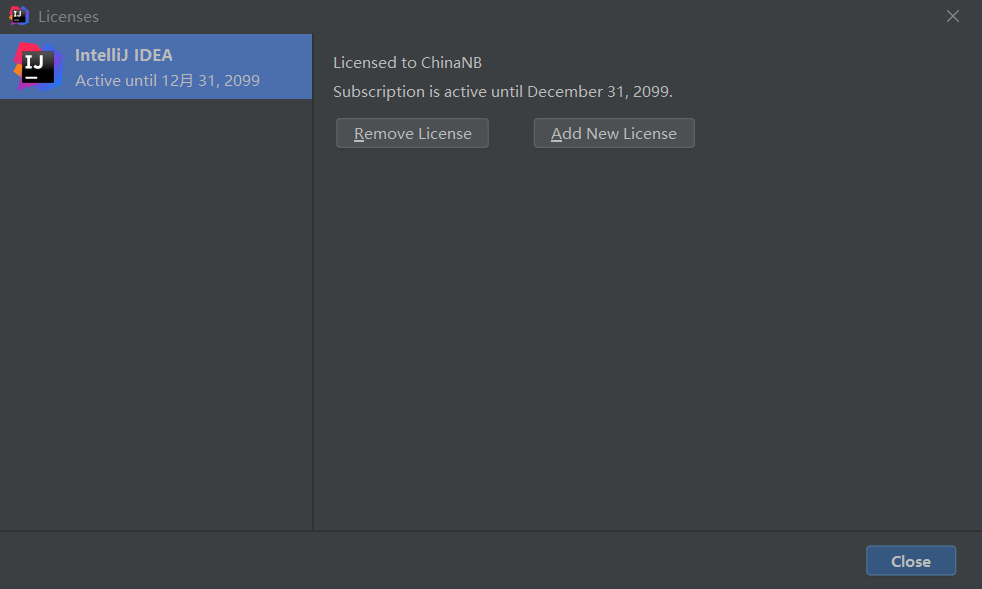 Licenses
IntelliJ IDEA
Active until 12月 31, 2099
Licensed to ChinaNB
Subscription is active until December 31, 2099.
Remove License
Add New License
Close